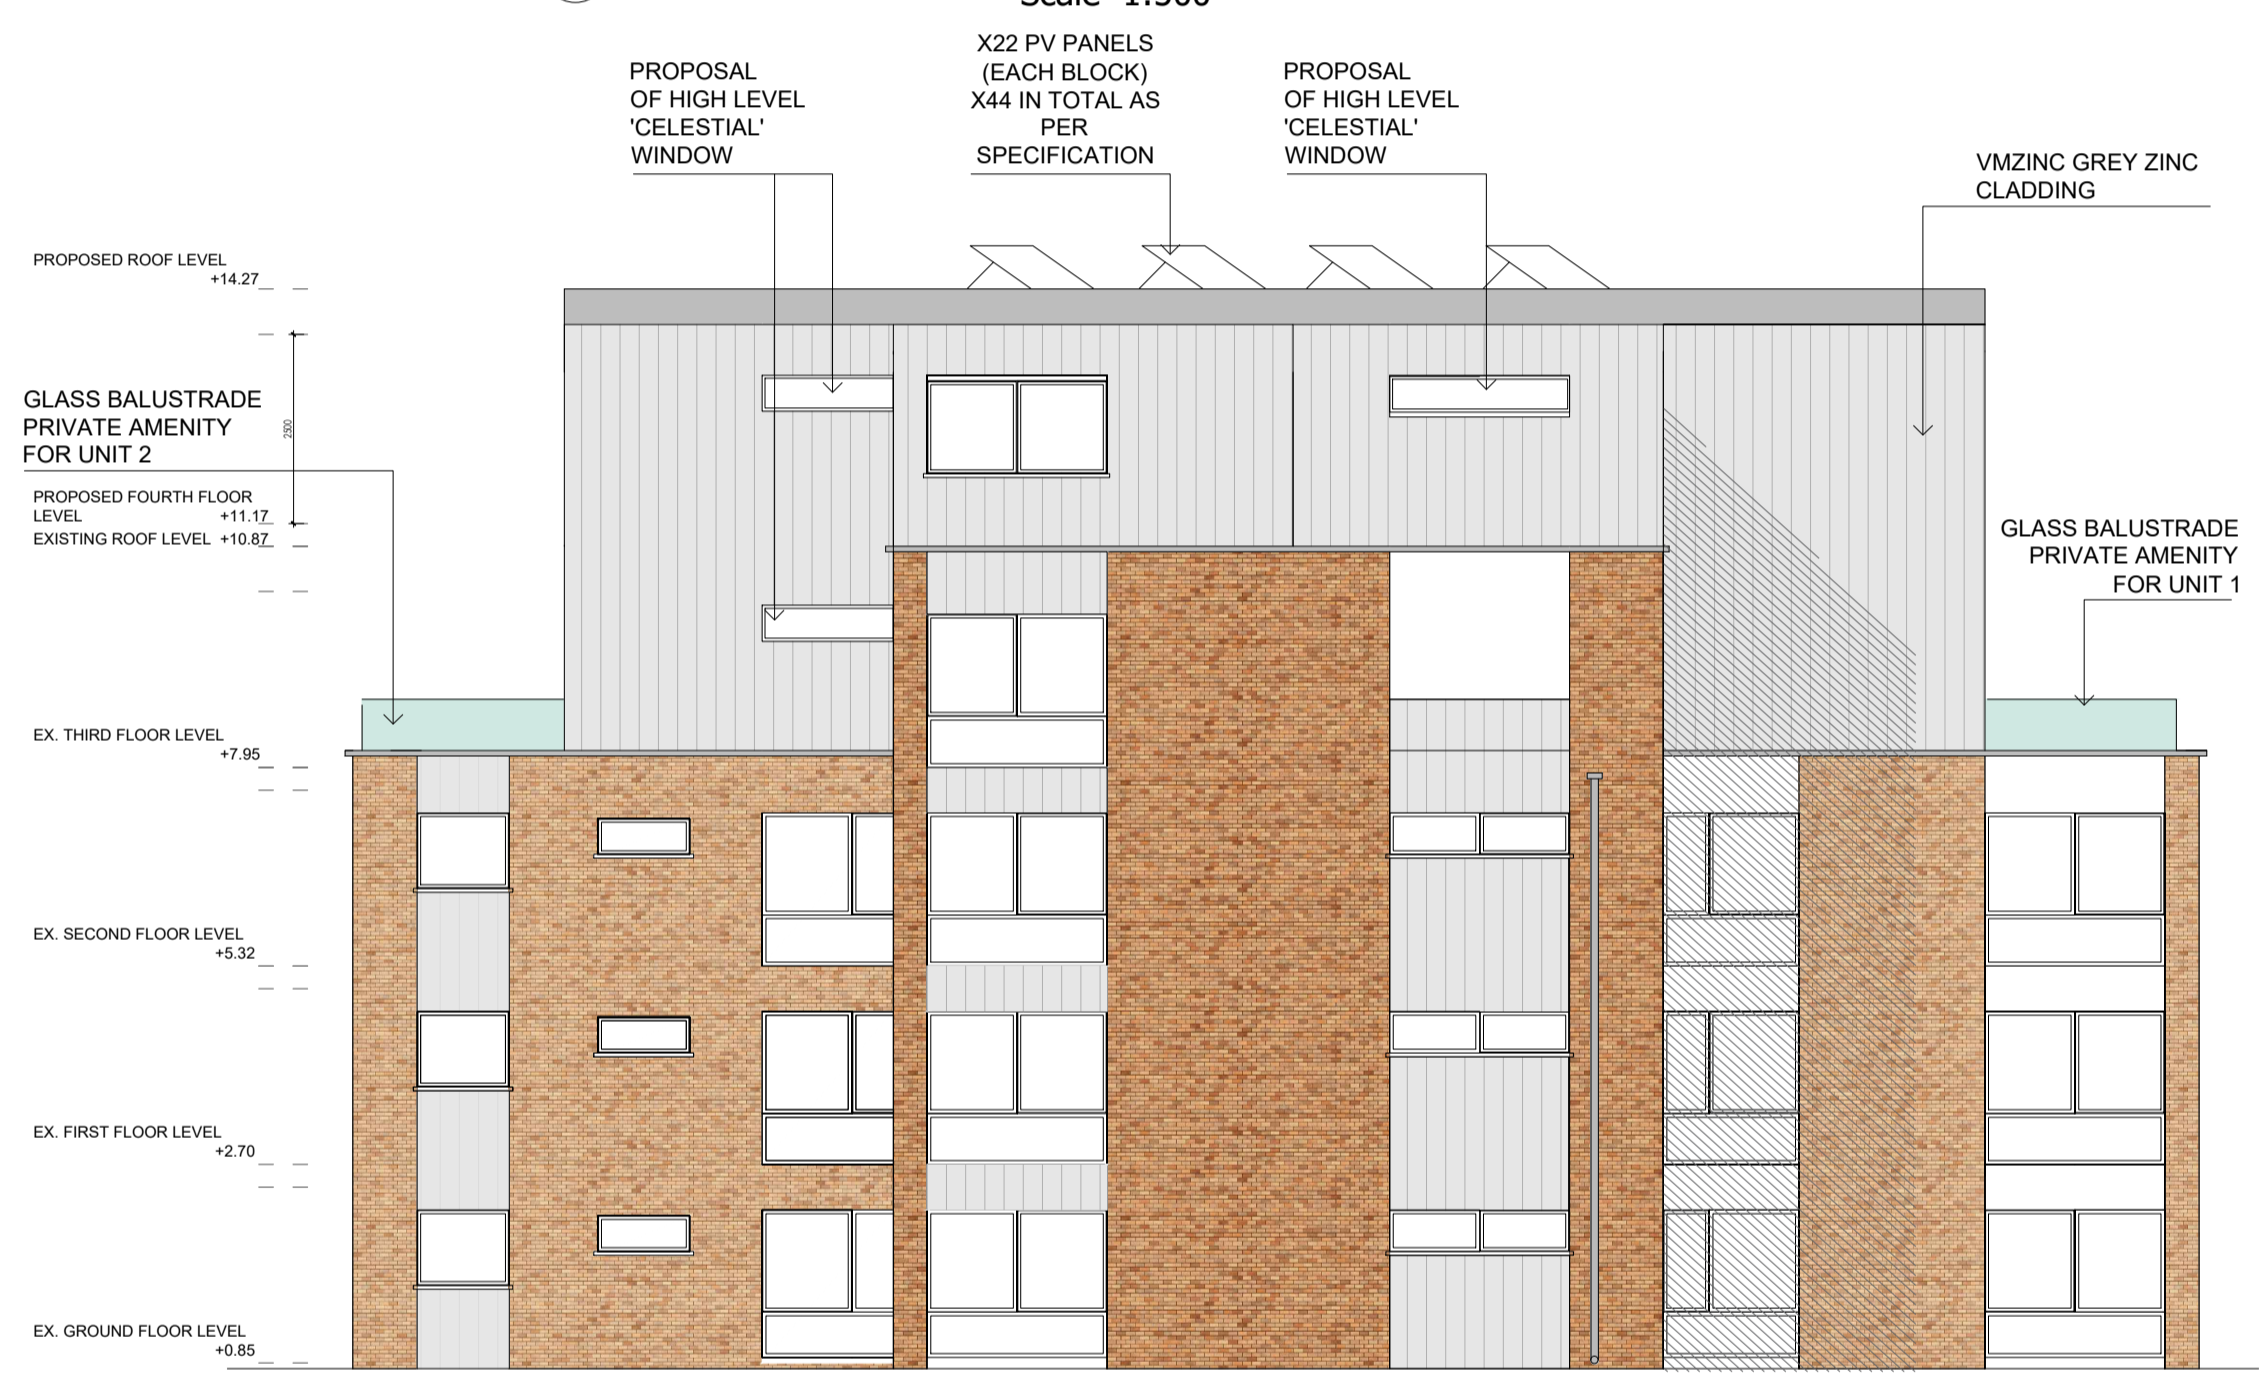 PROPOSAL
OF HIGH LEVEL
'CELESTIAL'
WINDOW
X22 PV PANELS
(EACH BLOCK)
X44 IN TOTAL AS
PER
SPECIFICATION
PROPOSAL
OF HIGH LEVEL
'CELESTIAL'
WINDOW
VMZINC GREY ZINC
CLADDING
PROPOSED ROOF LEVEL
+14.27
GLASS BALUSTRADE
PRIVATE AMENITY
FOR UNIT 2
2500
PROPOSED FOURTH FLOOR
LEVEL +11.17
EXISTING ROOF LEVEL +10.87
GLASS BALUSTRADE
PRIVATE AMENITY
FOR UNIT 1
EX. THIRD FLOOR LEVEL
+7.95
EX. SECOND FLOOR LEVEL
+5.32
EX. FIRST FLOOR LEVEL
+2.70
EX. GROUND FLOOR LEVEL
+0.85